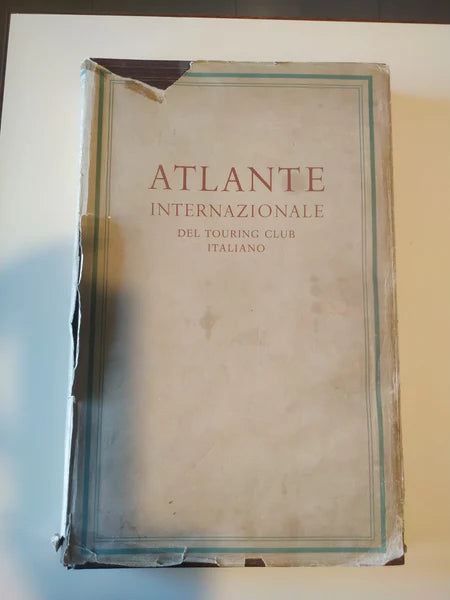 ATLANTE
INTERNAZIONALE
DEL TOURING CLUB
ITALIANO